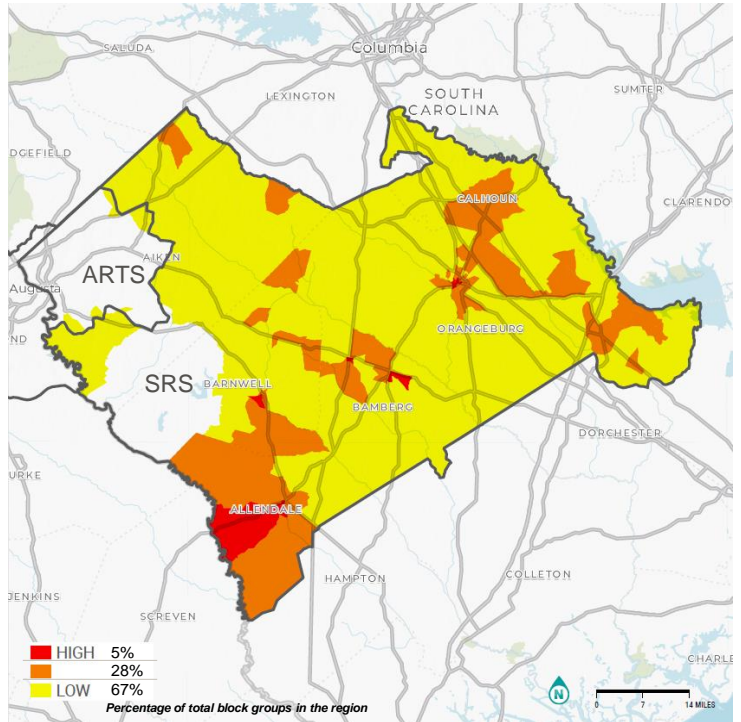 SALUDA
Columbia
LEXINGTON
SOUTH
CAROLINA
SUMTER
DGEFIELD
CALHOUN
CLARENDO
AIKEN
ARTS
Augusta
ND
ORANGEBURG
SRS
BARNWELL
BAMBERG
DORCHESTER
URKE
ALLENDALE
HAMPTON
COLLETON
JENKINS
SCREVEN
CHARLE
HIGH 5%
28%
LOW 67%
Percentage of total block groups in the region
N
0 7 14 MILES